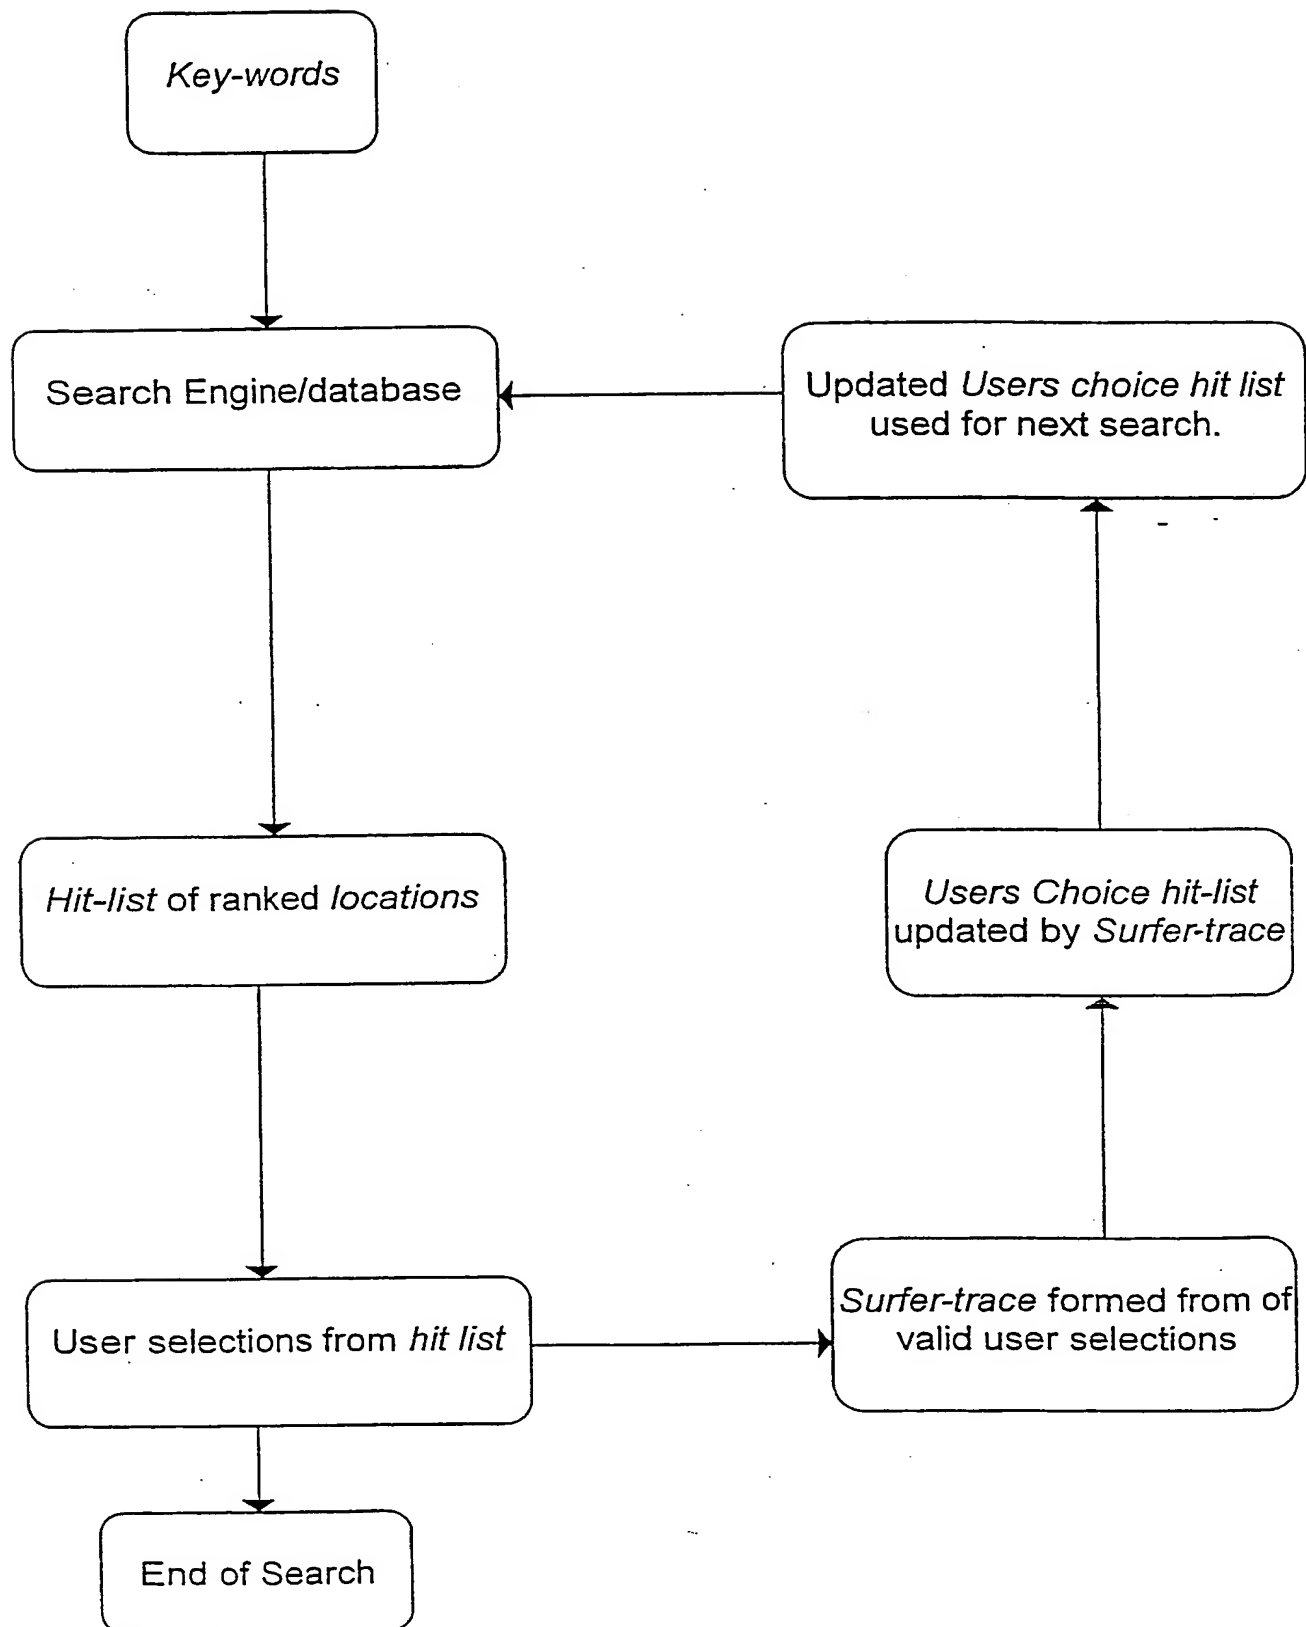 Key-words
Search Engine/database
Updated Users choice hit list
used for next search.
Hit-list of ranked locations
Users Choice hit-list
updated by Surfer-trace
User selections from hit list
Surfer-trace formed from of
valid user selections
End of Search